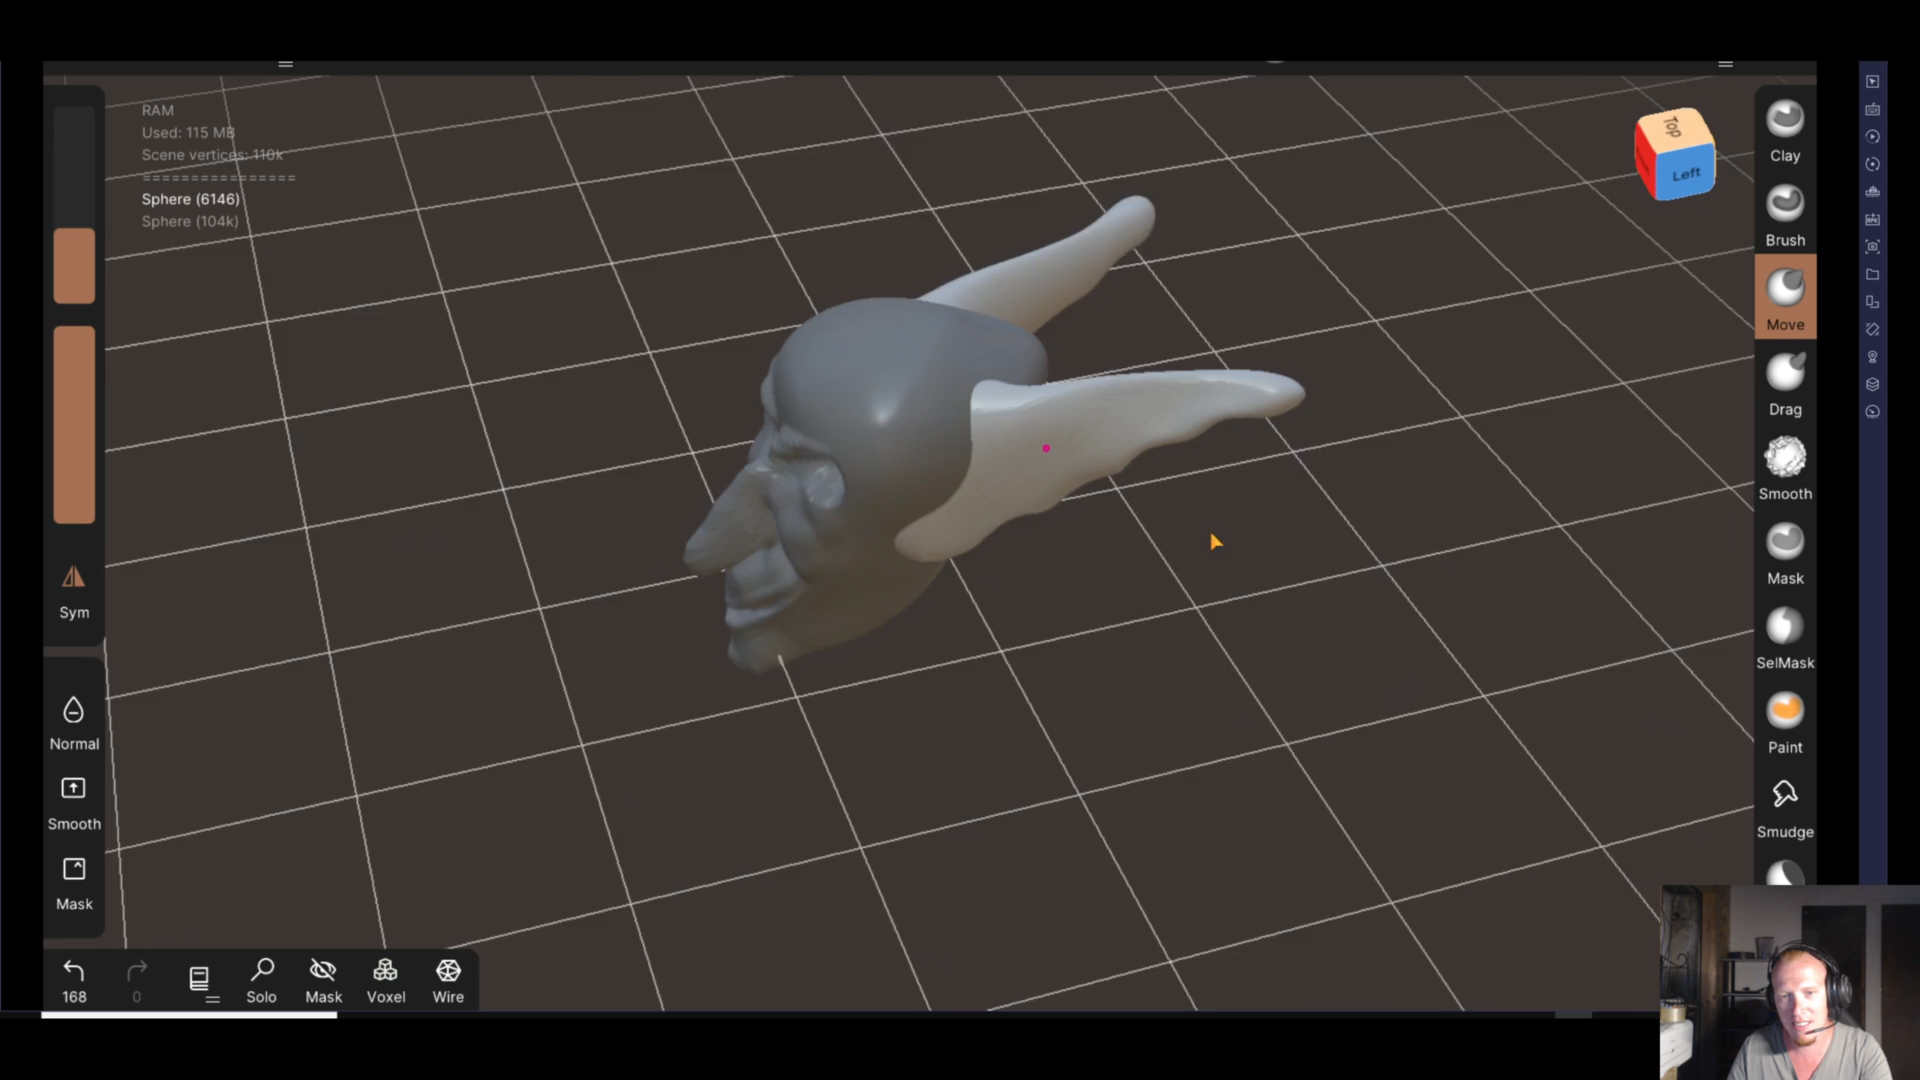 RAM
Used: 115 MB
Scene vertices: 110k
================
Sphere (6146)
Sphere (104k)
Top
Left
Clay
Brush
Move
Drag
Smooth
Mask
SelMask
Paint
Smudge
Sym
Normal
Smooth
Mask
168
0
Solo
Mask
Voxel
Wire